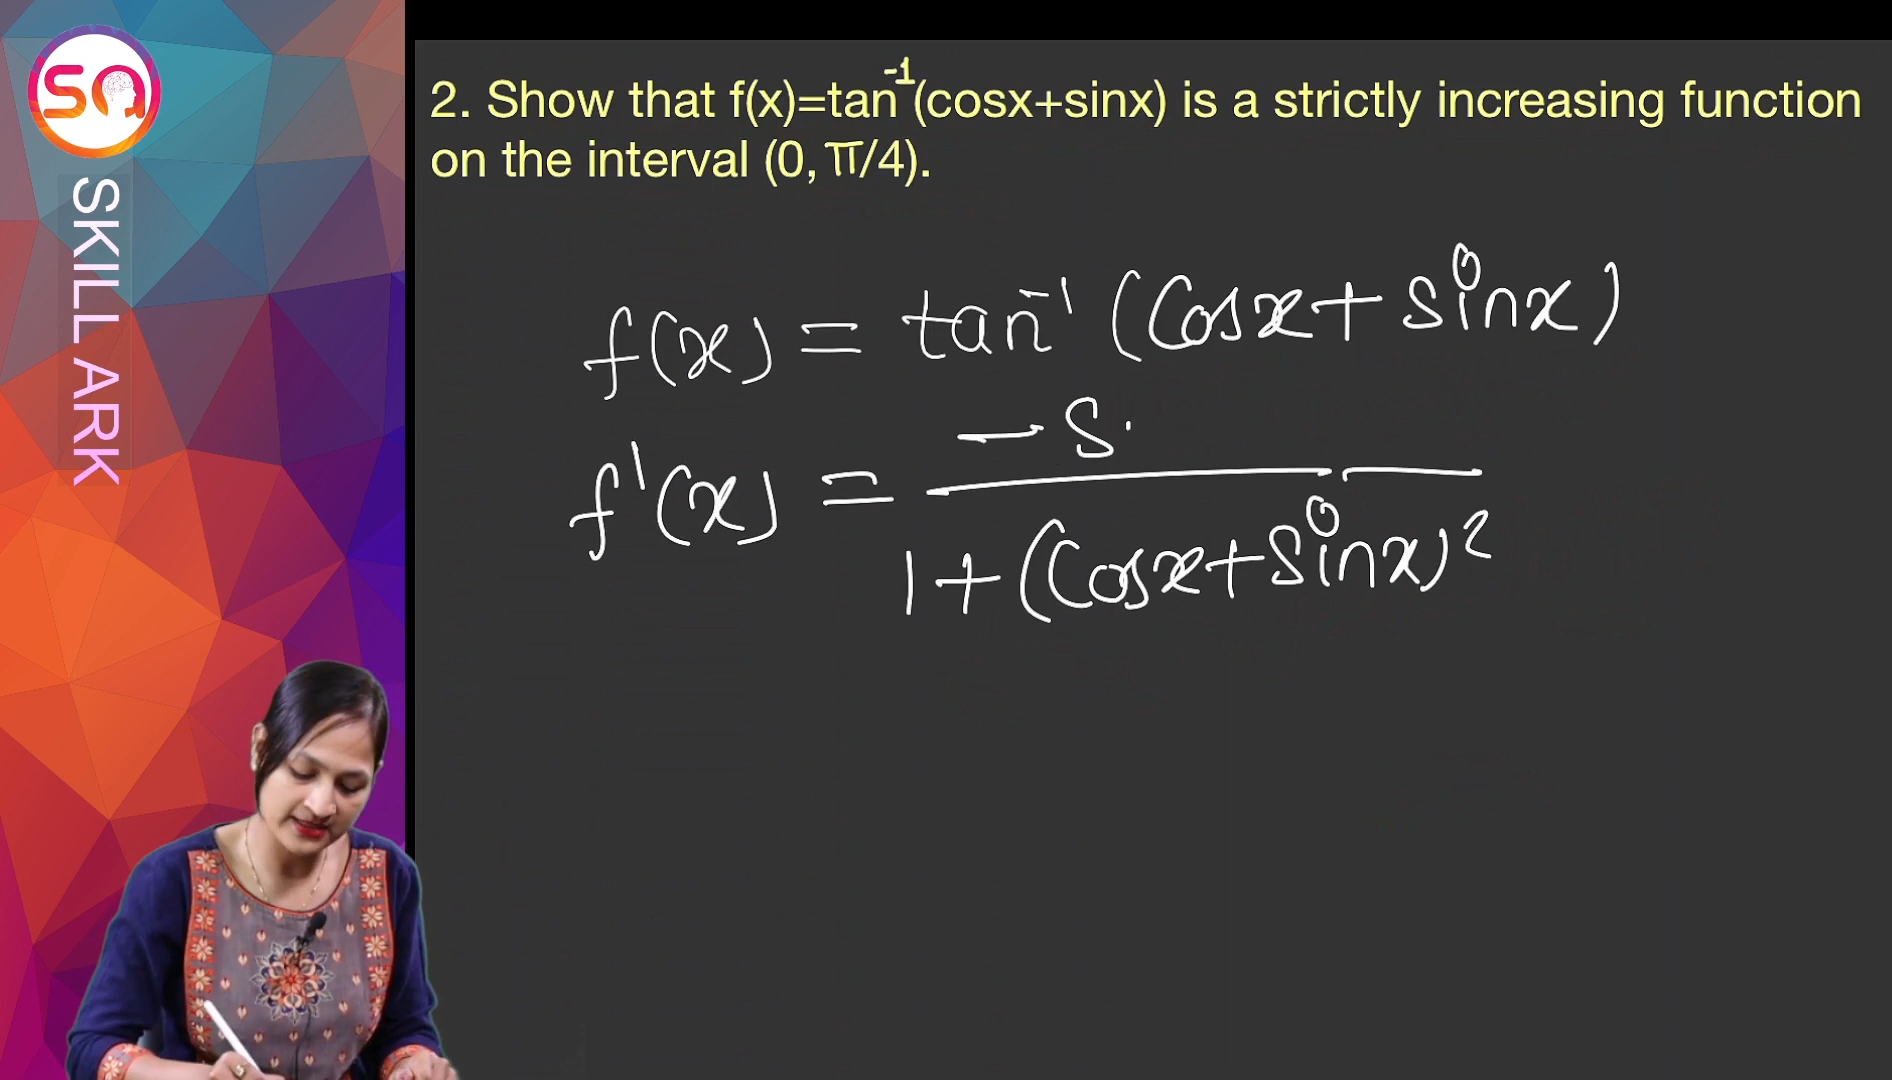 SA
SKILL ARK
2. Show that f(x)=tan⁻¹(cosx+sinx) is a strictly increasing function
on the interval (0, π/4).
f(x) = tan⁻¹ (Cosx + sinx)
f'(x) = −S.
1 + (Cosx + sinx)²